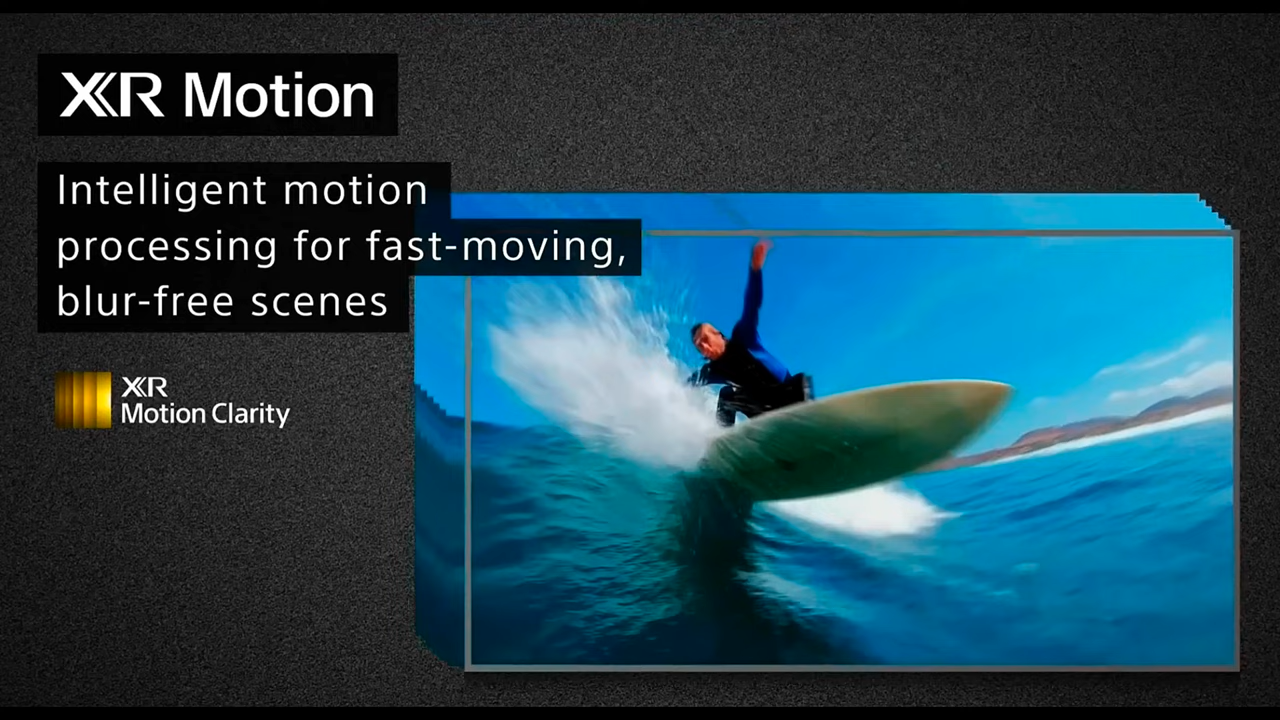 XR Motion
Intelligent motion
processing for fast-moving,
blur-free scenes
XR
Motion Clarity